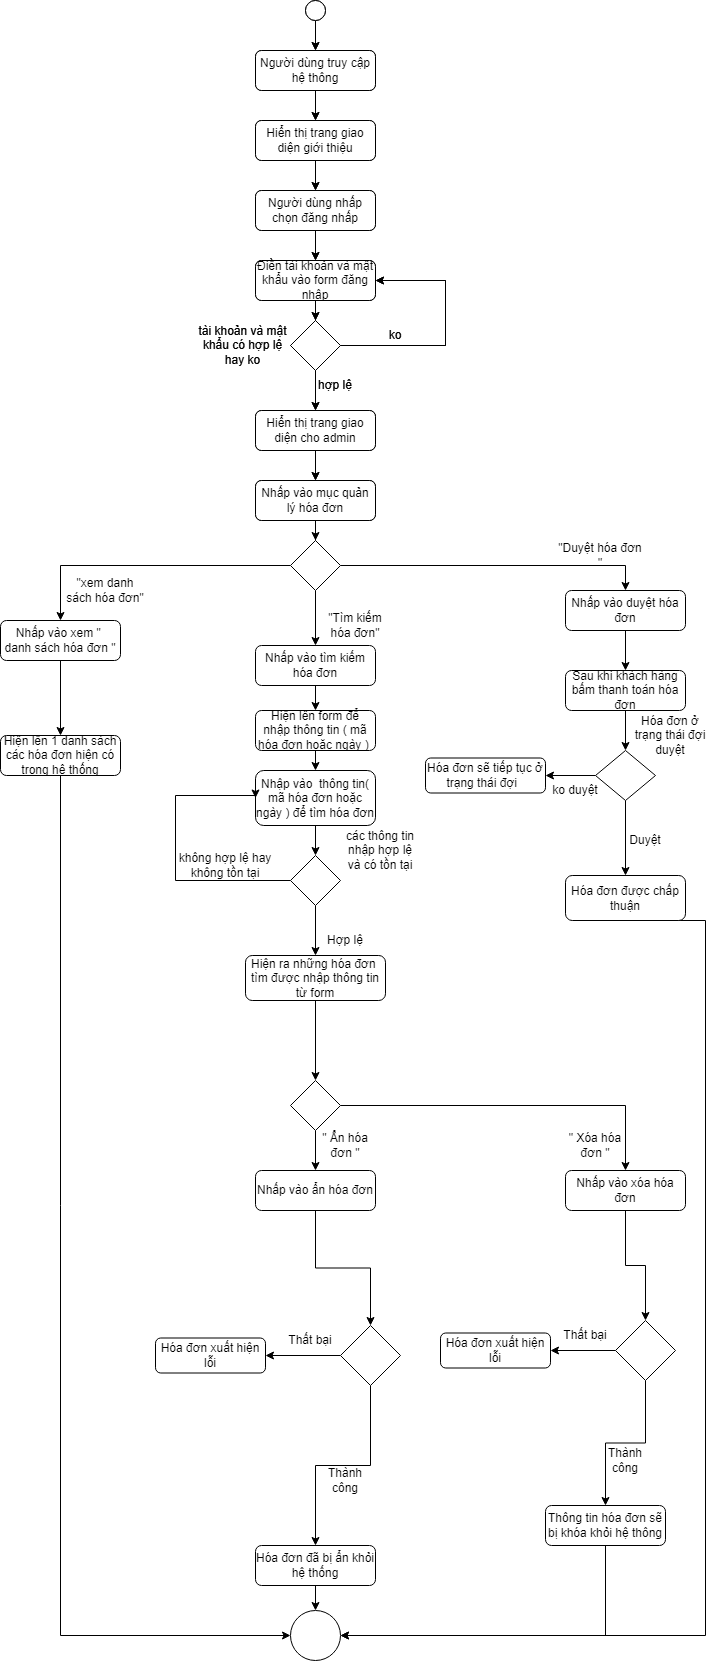 Người dùng truy cập
hệ thống
Hiển thị trang giao
diện giới thiệu
Người dùng nhấp
chọn đăng nhấp
Điền tài khoản và mật
khẩu vào form đăng
nhập
tài khoản và mật
khẩu có hợp lệ
hay ko
ko
hợp lệ
Hiển thị trang giao
diện cho admin
Nhấp vào mục quản
lý hóa đơn
"Duyệt hóa đơn
"
"xem danh
sách hóa đơn"
Nhấp vào duyệt hóa
đơn
"Tìm kiếm
hóa đơn"
Nhấp vào xem "
danh sách hóa đơn "
Nhấp vào tìm kiếm
hóa đơn
Sau khi khách hàng
bấm thanh toán hóa
đơn
Hiện lên form để
nhập thông tin ( mã
hóa đơn hoặc ngày )
Hóa đơn ở
trạng thái đợi
duyệt
Hiện lên 1 danh sách
các hóa đơn hiện có
trong hệ thống
Hóa đơn sẽ tiếp tục ở
trạng thái đợi
ko duyệt
Nhập vào thông tin(
mã hóa đơn hoặc
ngày ) để tìm hóa đơn
các thông tin
nhập hợp lệ
và có tồn tại
Duyệt
không hợp lệ hay
không tồn tại
Hóa đơn được chấp
thuận
Hợp lệ
Hiện ra những hóa đơn
tìm được nhập thông tin
từ form
" Ẩn hóa
đơn "
" Xóa hóa
đơn "
Nhấp vào ẩn hóa đơn
Nhấp vào xóa hóa
đơn
Thất bại
Hóa đơn xuất hiện
lỗi
Thất bại
Hóa đơn xuất hiện
lỗi
Thành
công
Thành
công
Thông tin hóa đơn sẽ
bị khóa khỏi hệ thông
Hóa đơn đã bị ẩn khỏi
hệ thống